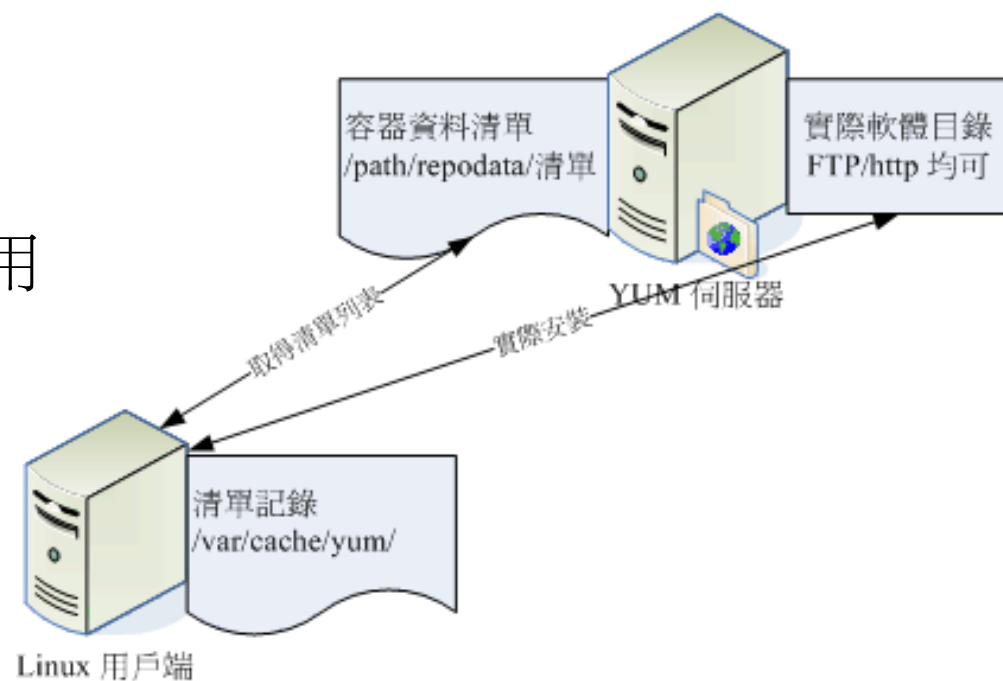 容器資料清單
/path/repodata/清單
實際軟體目錄
FTP/http 均可
用
YUM 伺服器
取得清單列表
實際安裝
清單記錄
/var/cache/yum/
Linux 用戶端